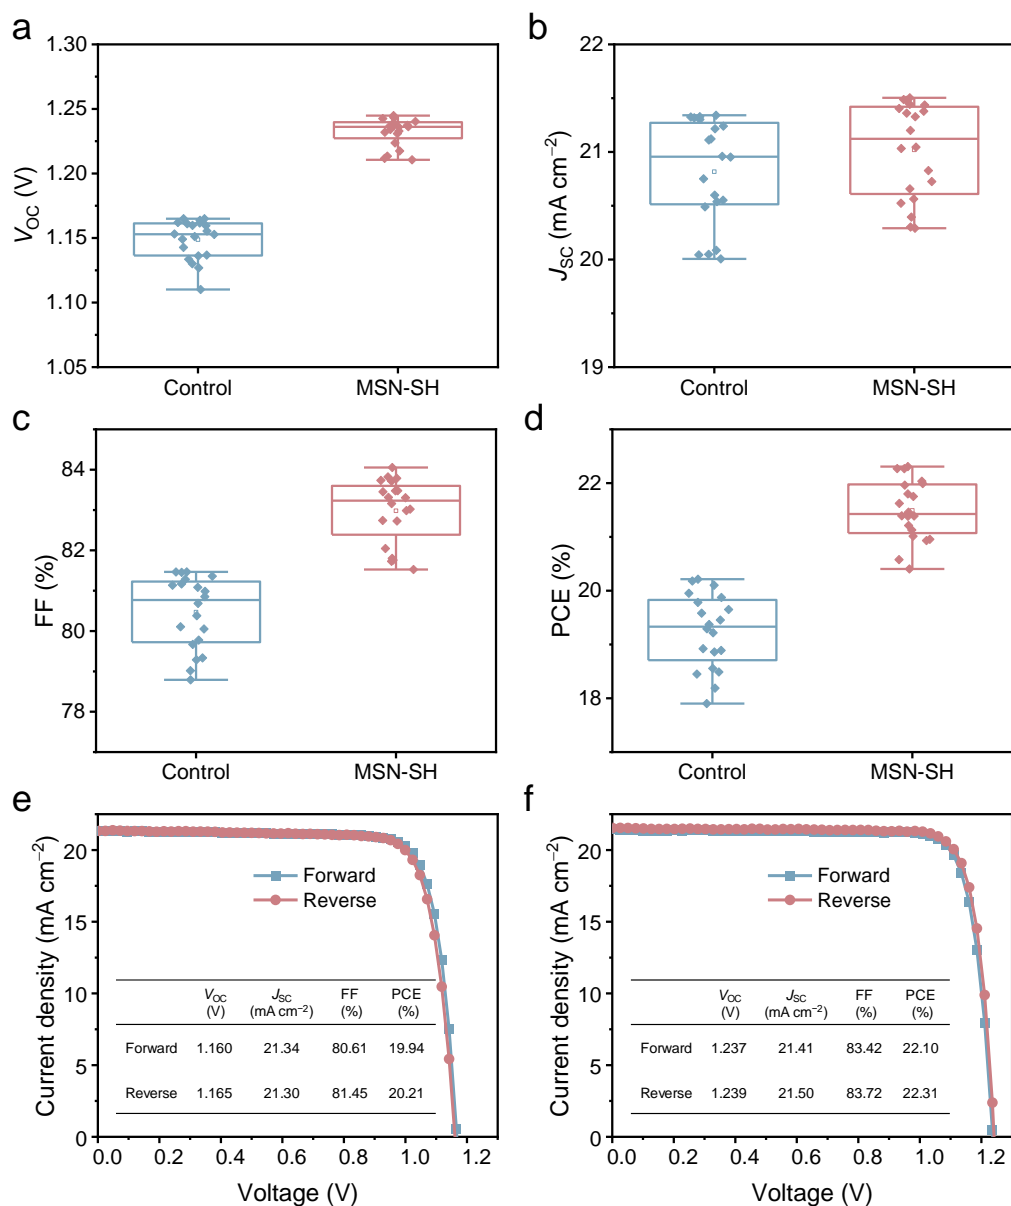 a
1.30
1.25
1.20
1.15
1.10
1.05
V_OC (V)
Control
MSN-SH
b
22
21
20
19
J_SC (mA cm⁻²)
Control
MSN-SH
c
84
82
80
78
FF (%)
Control
MSN-SH
d
22
20
18
PCE (%)
Control
MSN-SH
e
20
15
10
5
0
Current density (mA cm⁻²)
Forward
Reverse
V_OC (V) J_SC (mA cm⁻²) FF (%) PCE (%)
Forward 1.160 21.34 80.61 19.94
Reverse 1.165 21.30 81.45 20.21
0.0 0.2 0.4 0.6 0.8 1.0 1.2
Voltage (V)
f
20
15
10
5
0
Current density (mA cm⁻²)
Forward
Reverse
V_OC (V) J_SC (mA cm⁻²) FF (%) PCE (%)
Forward 1.237 21.41 83.42 22.10
Reverse 1.239 21.50 83.72 22.31
0.0 0.2 0.4 0.6 0.8 1.0 1.2
Voltage (V)